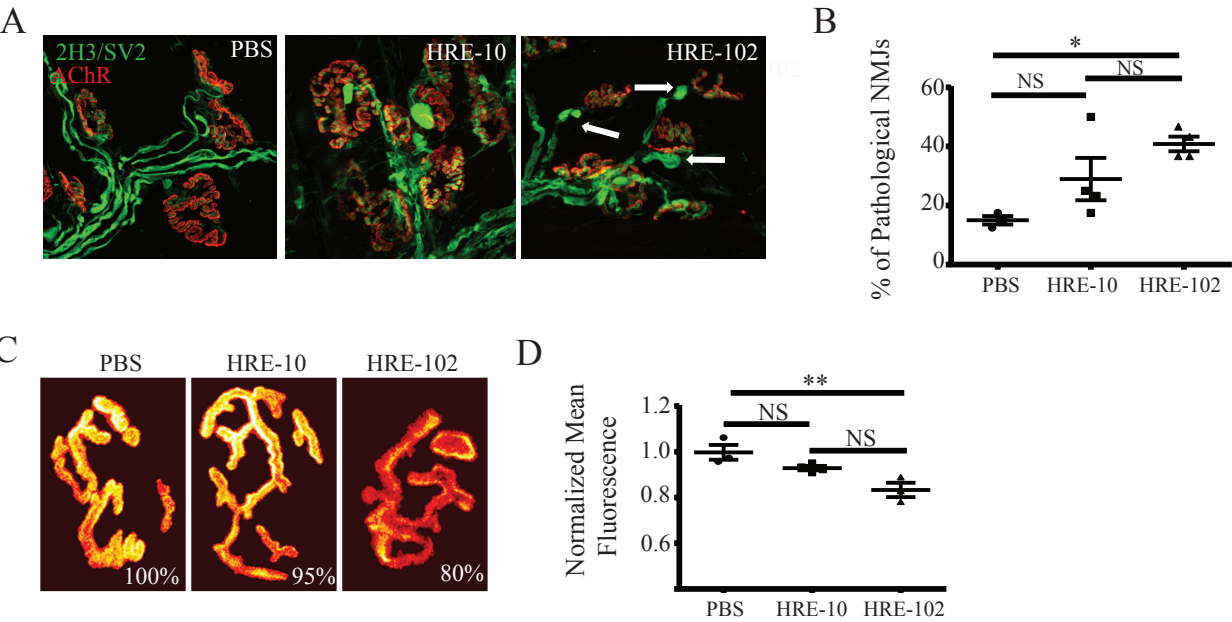 A
2H3/SV2
AChR
PBS
HRE-10
HRE-102
B
*
NS
NS
% of Pathological NMJs
60
40
20
0
PBS
HRE-10
HRE-102
C
PBS
HRE-10
HRE-102
100%
95%
80%
D
**
NS
NS
Normalized Mean
Fluorescence
1.2
1.0
0.8
0.6
PBS
HRE-10
HRE-102